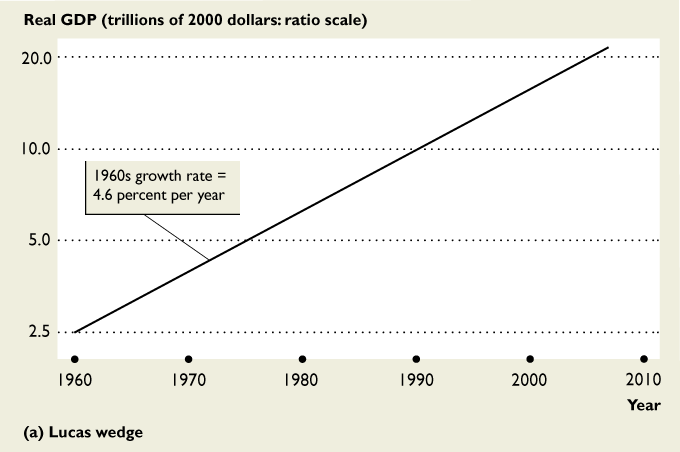 Real GDP (trillions of 2000 dollars: ratio scale)
20.0
10.0
1960s growth rate =
4.6 percent per year
5.0
2.5
1960 1970 1980 1990 2000 2010
Year
(a) Lucas wedge